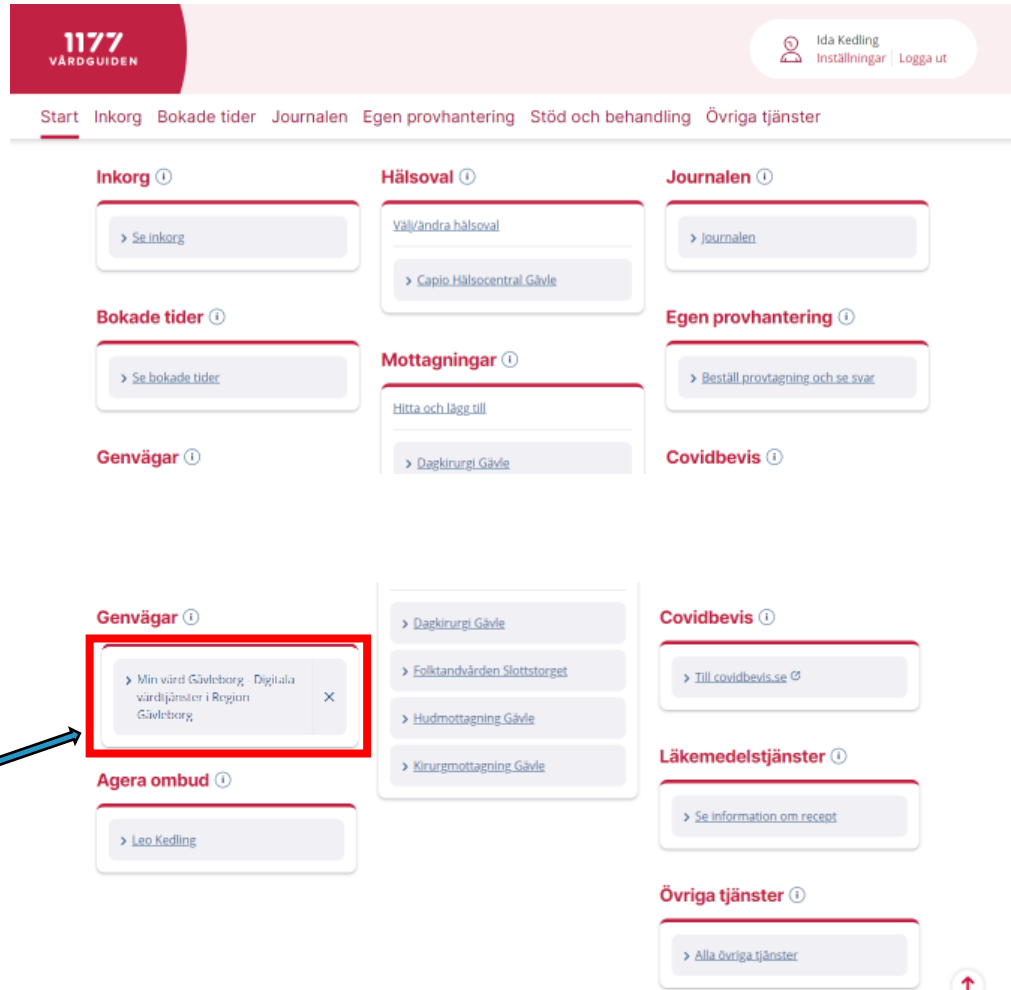 1177
VÅRDGUIDEN
Ida Kedling
Inställningar | Logga ut
Start Inkorg Bokade tider Journalen Egen provhantering Stöd och behandling Övriga tjänster
Inkorg
Se inkorg
Bokade tider
Se bokade tider
Genvägar
Hälsoval
Välj/ändra hälsoval
Capio Hälsocentral Gävle
Mottagningar
Hitta och lägg till
Dagkirurgi Gävle
Journalen
Journalen
Egen provhantering
Beställ provtagning och se svar
Covidbevis
Genvägar
Min vård Gävleborg - Digitala
vårdtjänster i Region
Gävleborg
Agera ombud
Leo Kedling
Dagkirurgi Gävle
Folktandvården Slottstorget
Hudmottagning Gävle
Kirurgmottagning Gävle
Covidbevis
Till covidbevis.se
Läkemedelstjänster
Se information om recept
Övriga tjänster
Alla övriga tjänster